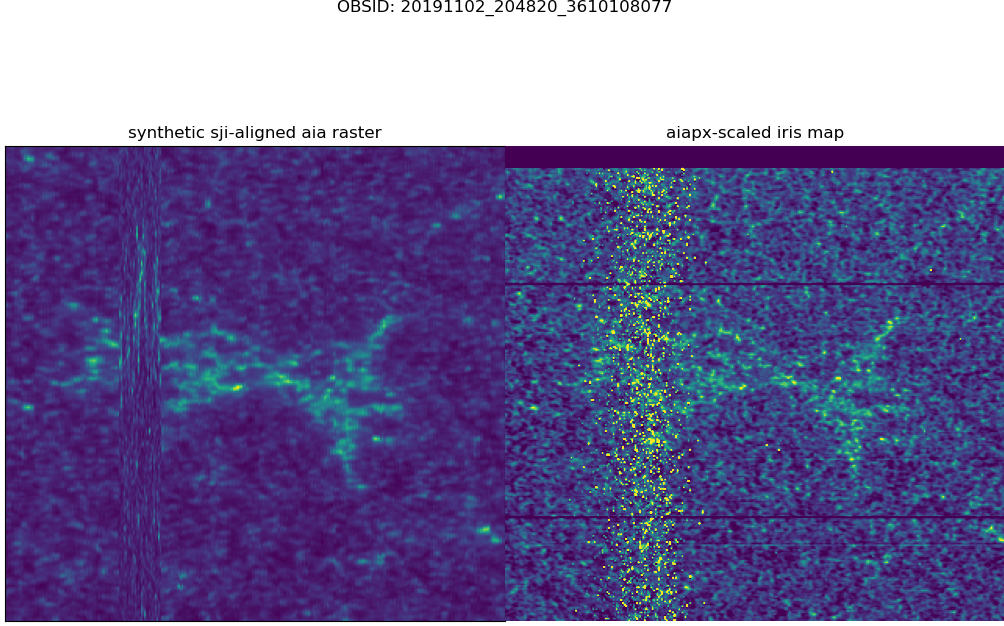 OBSID: 20191102_204820_3610108077
synthetic sji-aligned aia raster
aiapx-scaled iris map